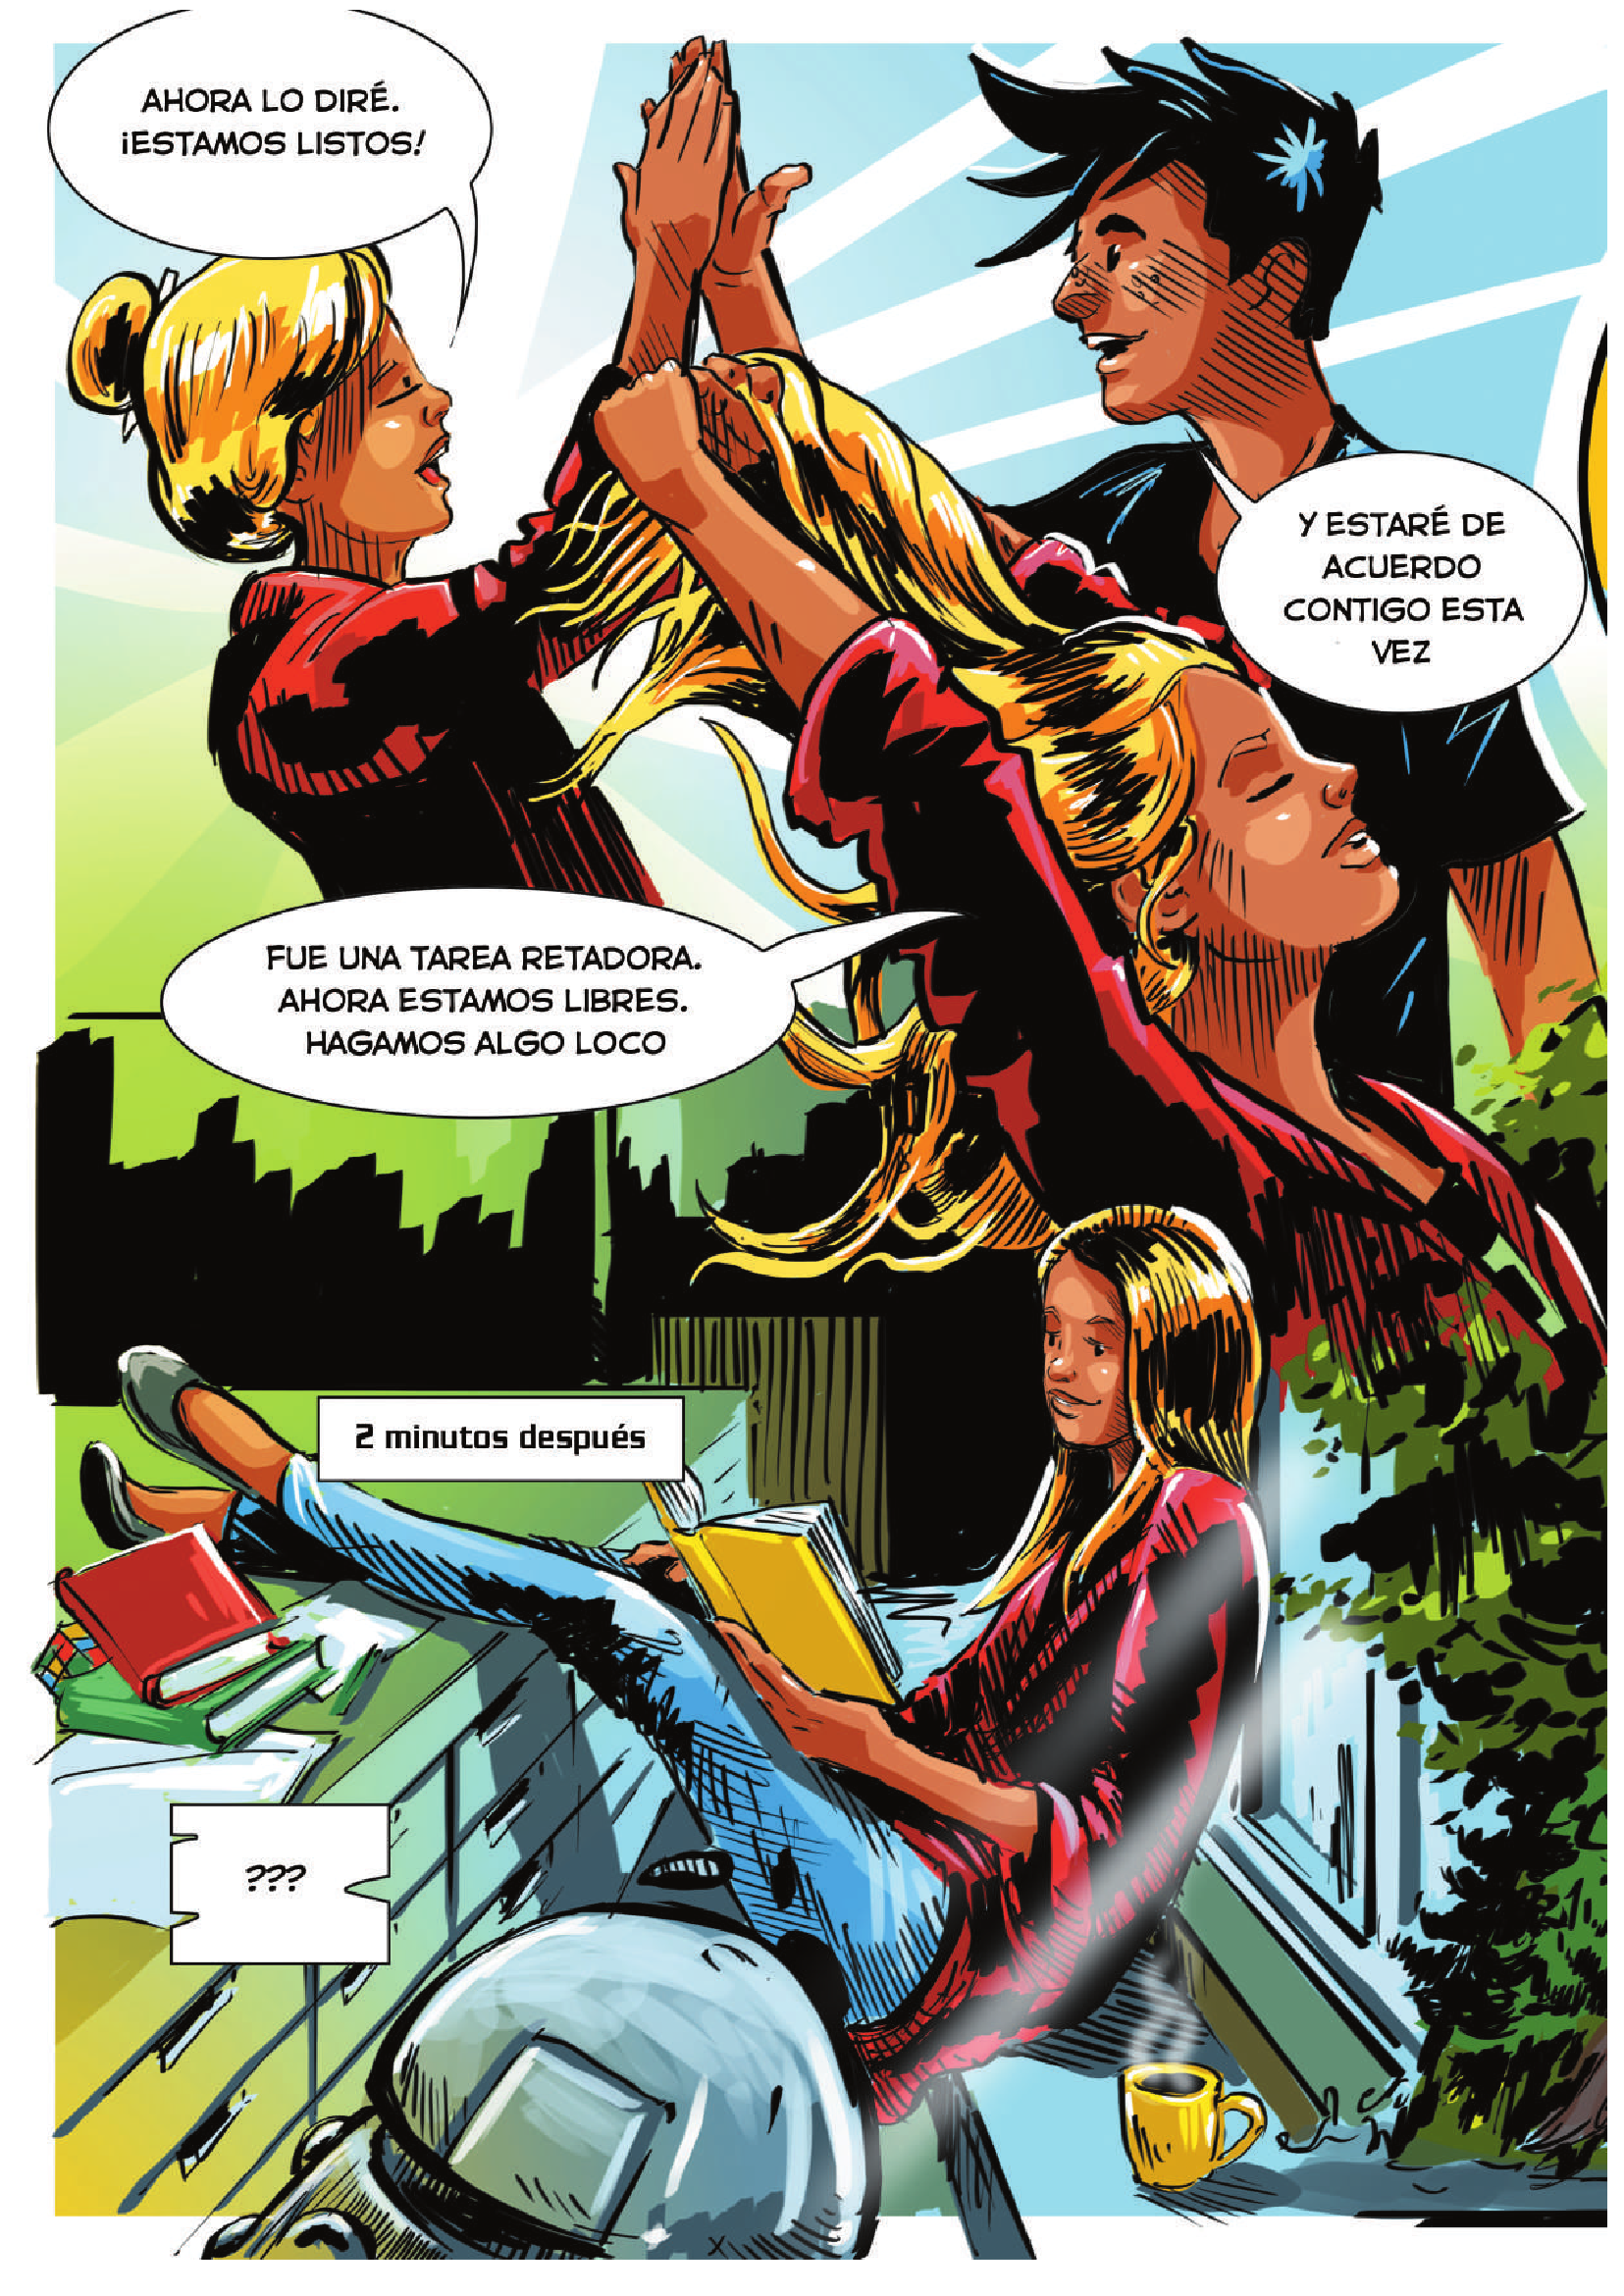 AHORA LO DIRÉ.
¡ESTAMOS LISTOS!
Y ESTARÉ DE
ACUERDO
CONTIGO ESTA
VEZ
FUE UNA TAREA RETADORA.
AHORA ESTAMOS LIBRES.
HAGAMOS ALGO LOCO
2 minutos después
???